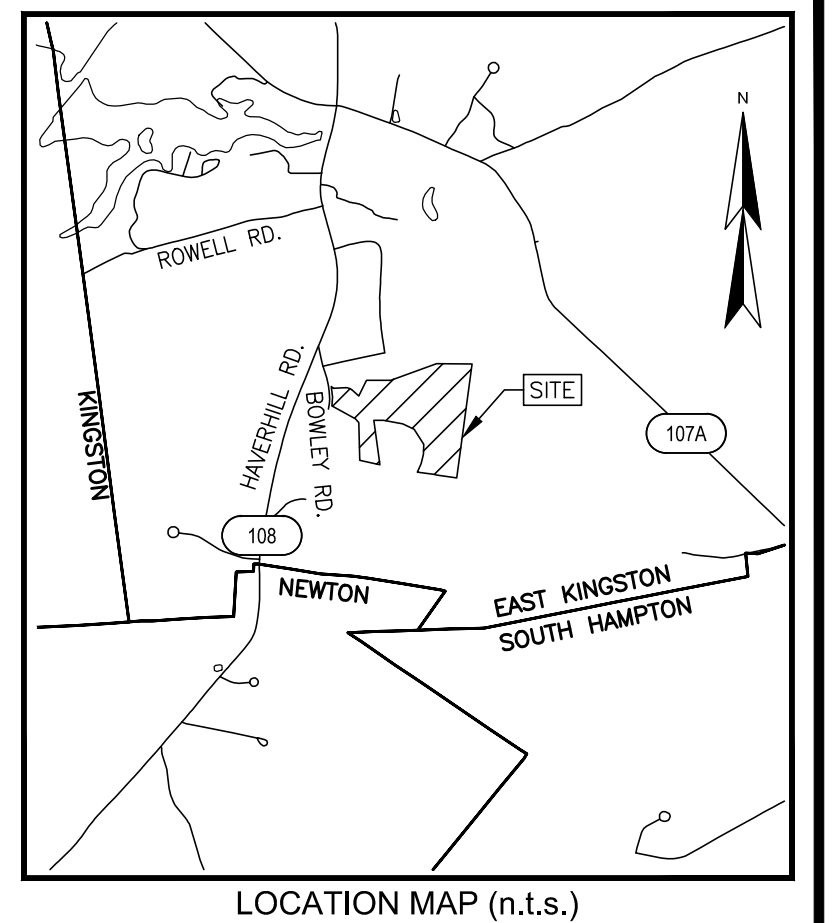 N
ROWELL RD.
HAVERHILL RD.
BOWLEY RD.
SITE
KINGSTON
107A
108
NEWTON
EAST KINGSTON
SOUTH HAMPTON
LOCATION MAP (n.t.s.)